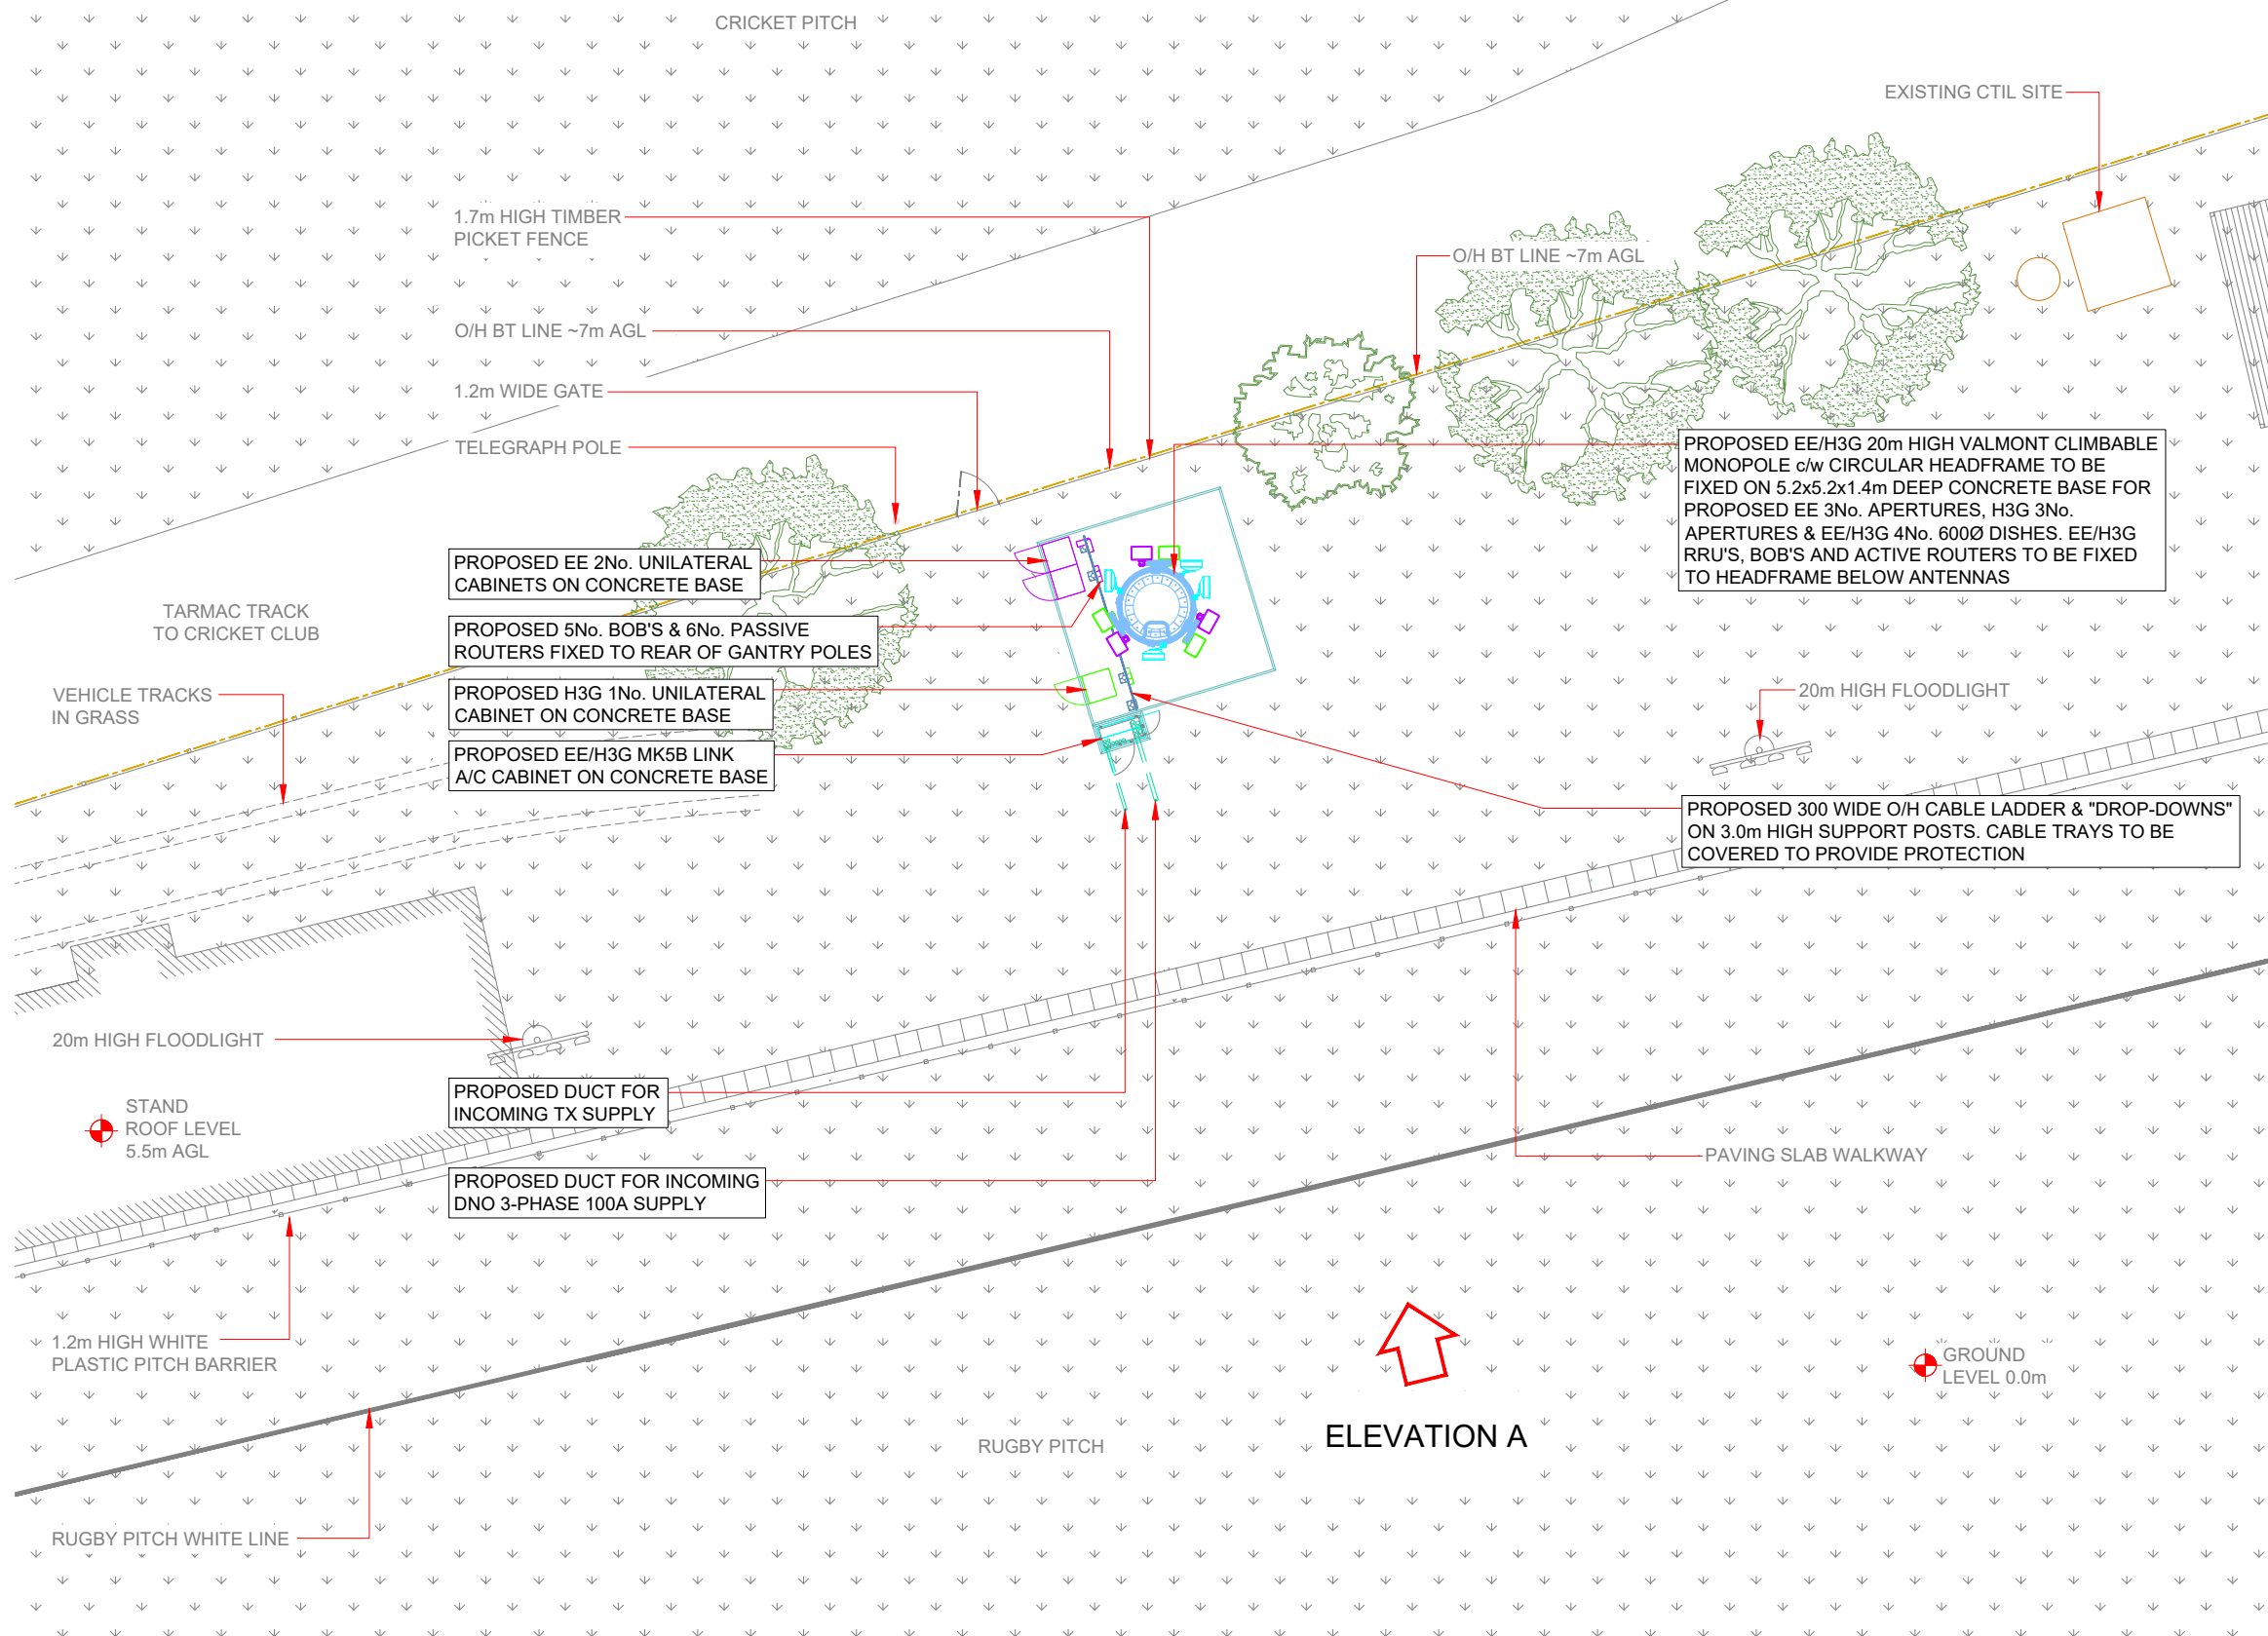 CRICKET PITCH
EXISTING CTIL SITE
1.7m HIGH TIMBER
PICKET FENCE
O/H BT LINE ~7m AGL
O/H BT LINE ~7m AGL
1.2m WIDE GATE
TELEGRAPH POLE
PROPOSED EE/H3G 20m HIGH VALMONT CLIMBABLE
MONOPOLE c/w CIRCULAR HEADFRAME TO BE
FIXED ON 5.2x5.2x1.4m DEEP CONCRETE BASE FOR
PROPOSED EE 3No. APERTURES, H3G 3No.
APERTURES & EE/H3G 4No. 600Ø DISHES. EE/H3G
RRU'S, BOB'S AND ACTIVE ROUTERS TO BE FIXED
TO HEADFRAME BELOW ANTENNAS
PROPOSED EE 2No. UNILATERAL
CABINETS ON CONCRETE BASE
TARMAC TRACK
TO CRICKET CLUB
PROPOSED 5No. BOB'S & 6No. PASSIVE
ROUTERS FIXED TO REAR OF GANTRY POLES
VEHICLE TRACKS
IN GRASS
PROPOSED H3G 1No. UNILATERAL
CABINET ON CONCRETE BASE
20m HIGH FLOODLIGHT
PROPOSED EE/H3G MK5B LINK
A/C CABINET ON CONCRETE BASE
PROPOSED 300 WIDE O/H CABLE LADDER & "DROP-DOWNS"
ON 3.0m HIGH SUPPORT POSTS. CABLE TRAYS TO BE
COVERED TO PROVIDE PROTECTION
20m HIGH FLOODLIGHT
PROPOSED DUCT FOR
INCOMING TX SUPPLY
STAND
ROOF LEVEL
5.5m AGL
PAVING SLAB WALKWAY
PROPOSED DUCT FOR INCOMING
DNO 3-PHASE 100A SUPPLY
1.2m HIGH WHITE
PLASTIC PITCH BARRIER
GROUND
LEVEL 0.0m
ELEVATION A
RUGBY PITCH
RUGBY PITCH WHITE LINE